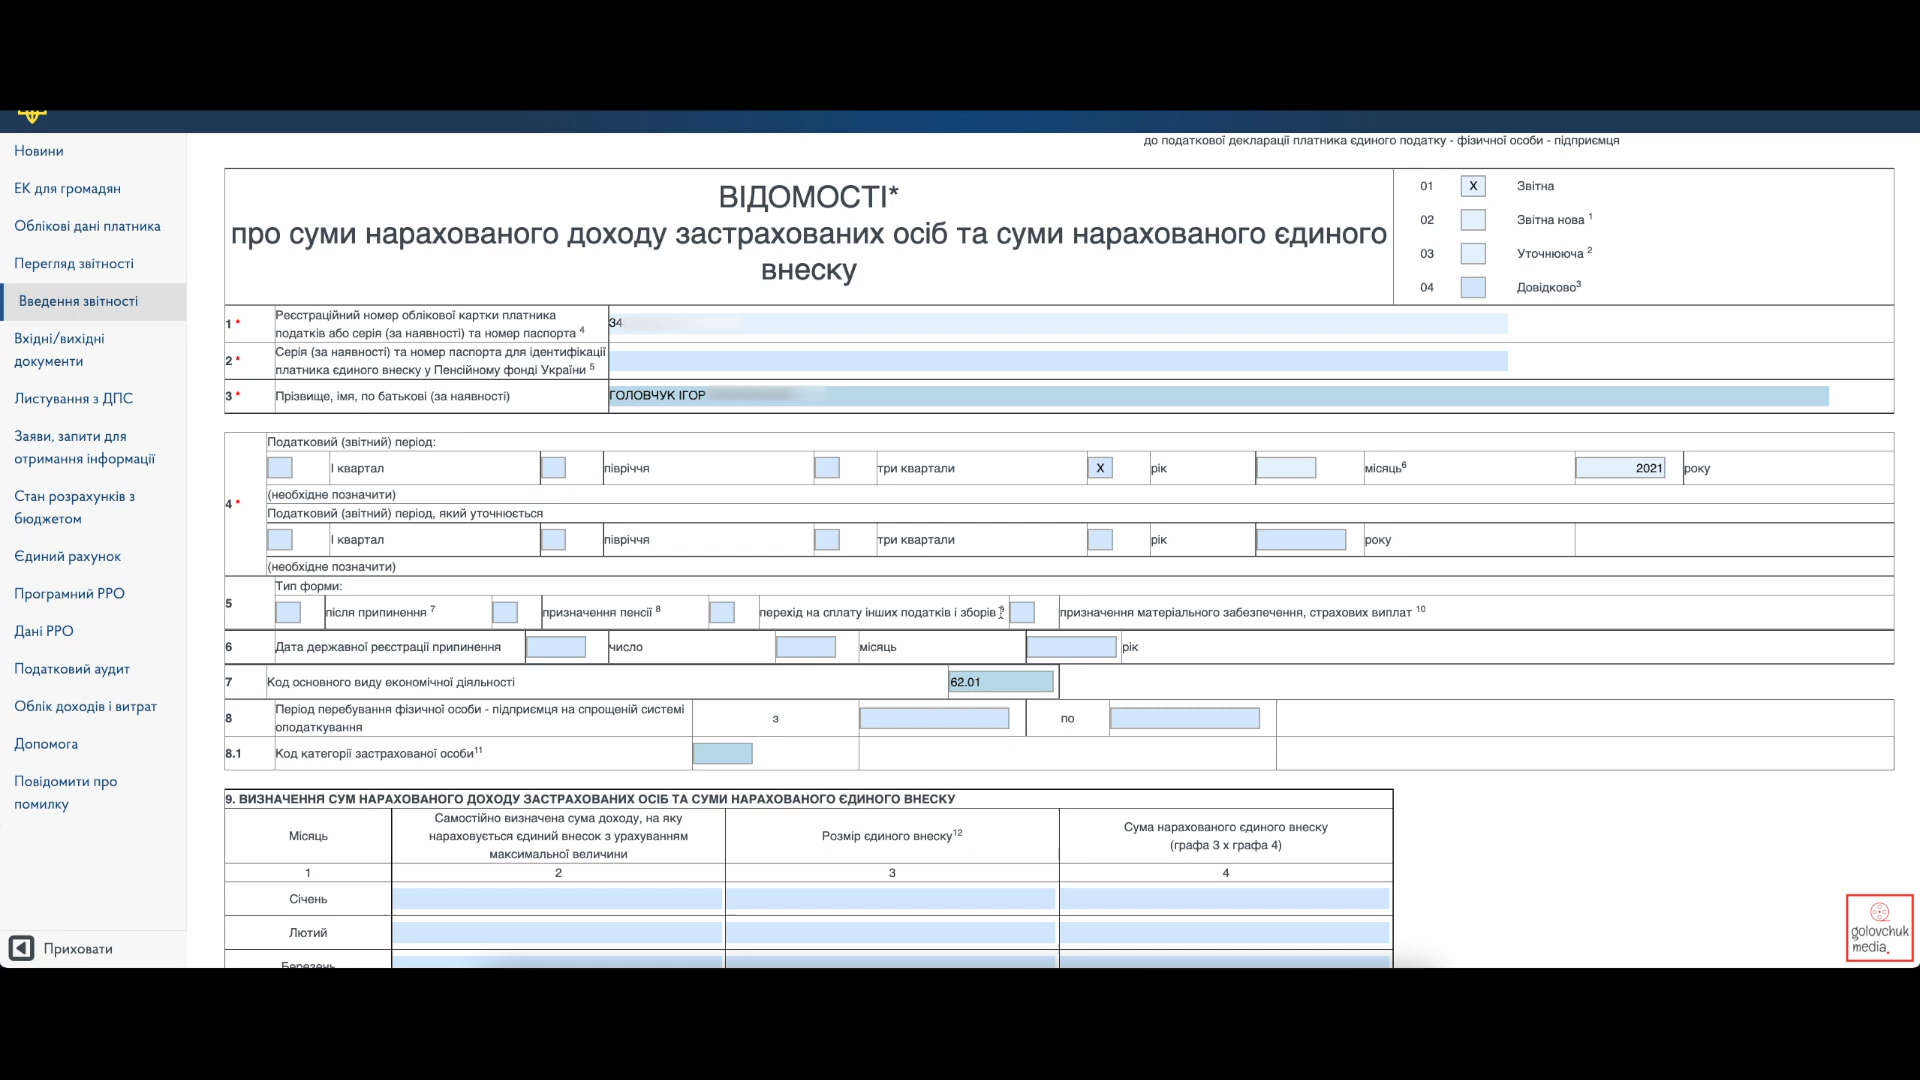 до податкової декларації платника єдиного податку - фізичної особи - підприємця
Новини
ЕК для громадян
Облікові дані платника
Перегляд звітності
Введення звітності
Вхідні/вихідні
документи
Листування з ДПС
Заяви, запити для
отримання інформації
Стан розрахунків з
бюджетом
Єдиний рахунок
Програмний РРО
Дані РРО
Податковий аудит
Облік доходів і витрат
Допомога
Повідомити про
помилку
Приховати
ВІДОМОСТІ*
про суми нарахованого доходу застрахованих осіб та суми нарахованого єдиного
внеску
01 X Звітна
02 Звітна нова 1
03 Уточнююча 2
04 Довідково3
1 * Реєстраційний номер облікової картки платника
податків або серія (за наявності) та номер паспорта 4
34
2 * Серія (за наявності) та номер паспорта для ідентифікації
платника єдиного внеску у Пенсійному фонді України 5
3 * Прізвище, імя, по батькові (за наявності) ГОЛОВЧУК ІГОР
4 *
Податковий (звітний) період:
І квартал півріччя три квартали X рік місяць6 2021 року
(необхідне позначити)
Податковий (звітний) період, який уточнюється
І квартал півріччя три квартали рік року
(необхідне позначити)
5 Тип форми:
після припинення 7 призначення пенсії 8 перехід на сплату інших податків і зборів призначення матеріального забезпечення, страхових виплат 10
6 Дата державної реєстрації припинення число місяць рік
7 Код основного виду економічної діяльності 62.01
8 Період перебування фізичної особи - підприємця на спрощеній системі
оподаткування
з по
8.1 Код категорії застрахованої особи11
9. ВИЗНАЧЕННЯ СУМ НАРАХОВАНОГО ДОХОДУ ЗАСТРАХОВАНИХ ОСІБ ТА СУМИ НАРАХОВАНОГО ЄДИНОГО ВНЕСКУ
Місяць
Самостійно визначена сума доходу, на яку
нараховується єдиний внесок з урахуванням
максимальної величини
Розмір єдиного внеску12
Сума нарахованого єдиного внеску
(графа 3 х графа 4)
1 2 3 4
Січень
Лютий
Березень
golovchuk
media.